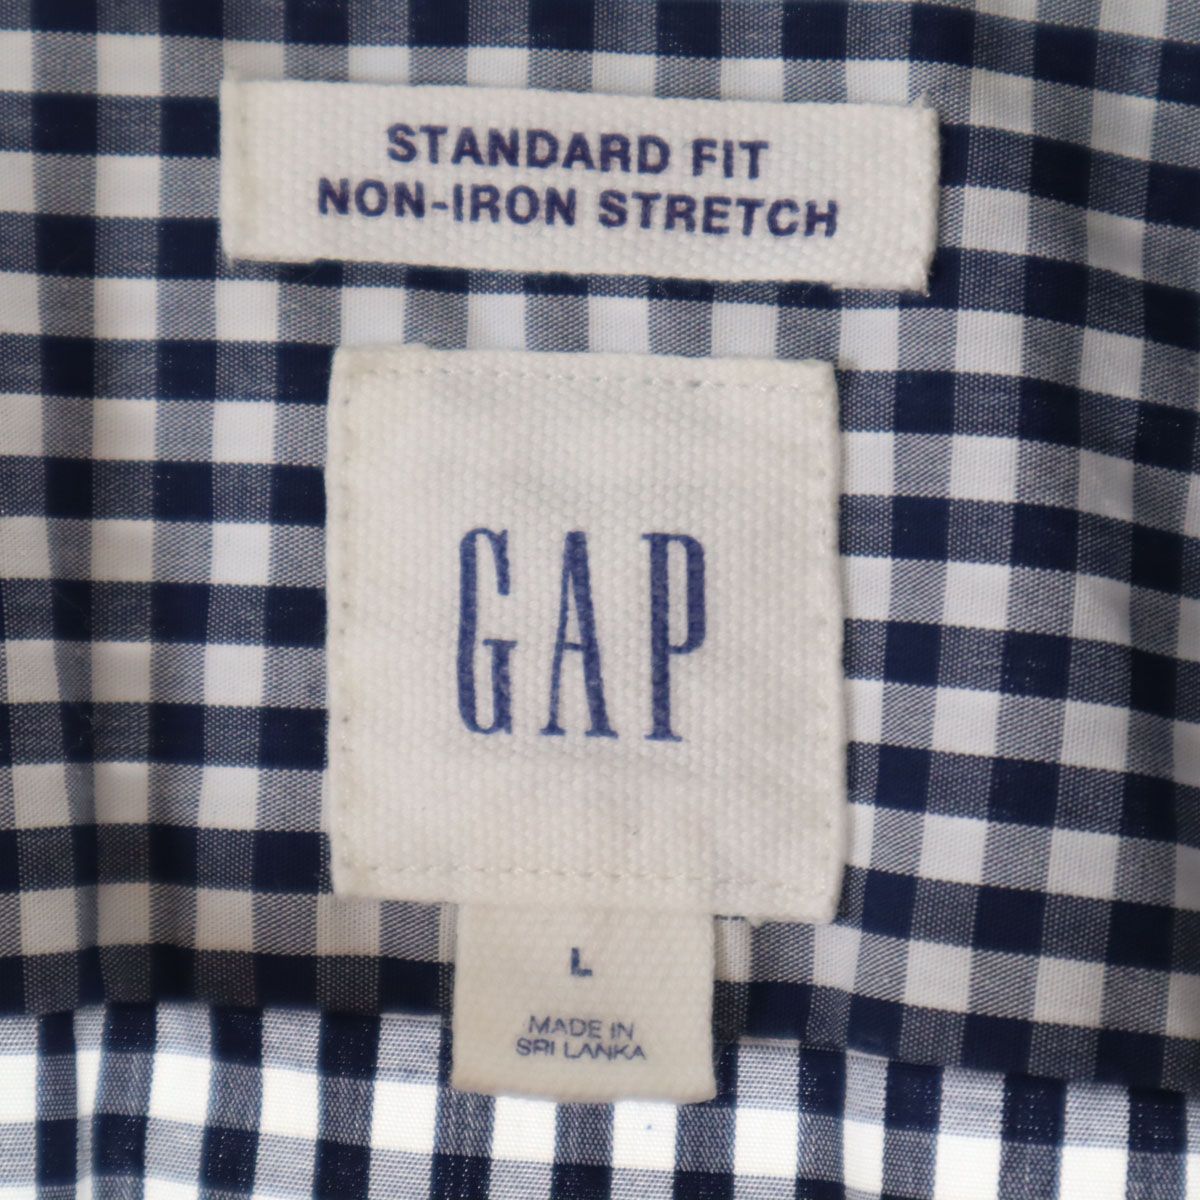 STANDARD FIT
NON-IRON STRETCH
GAP
L
MADE IN
SRI LANKA